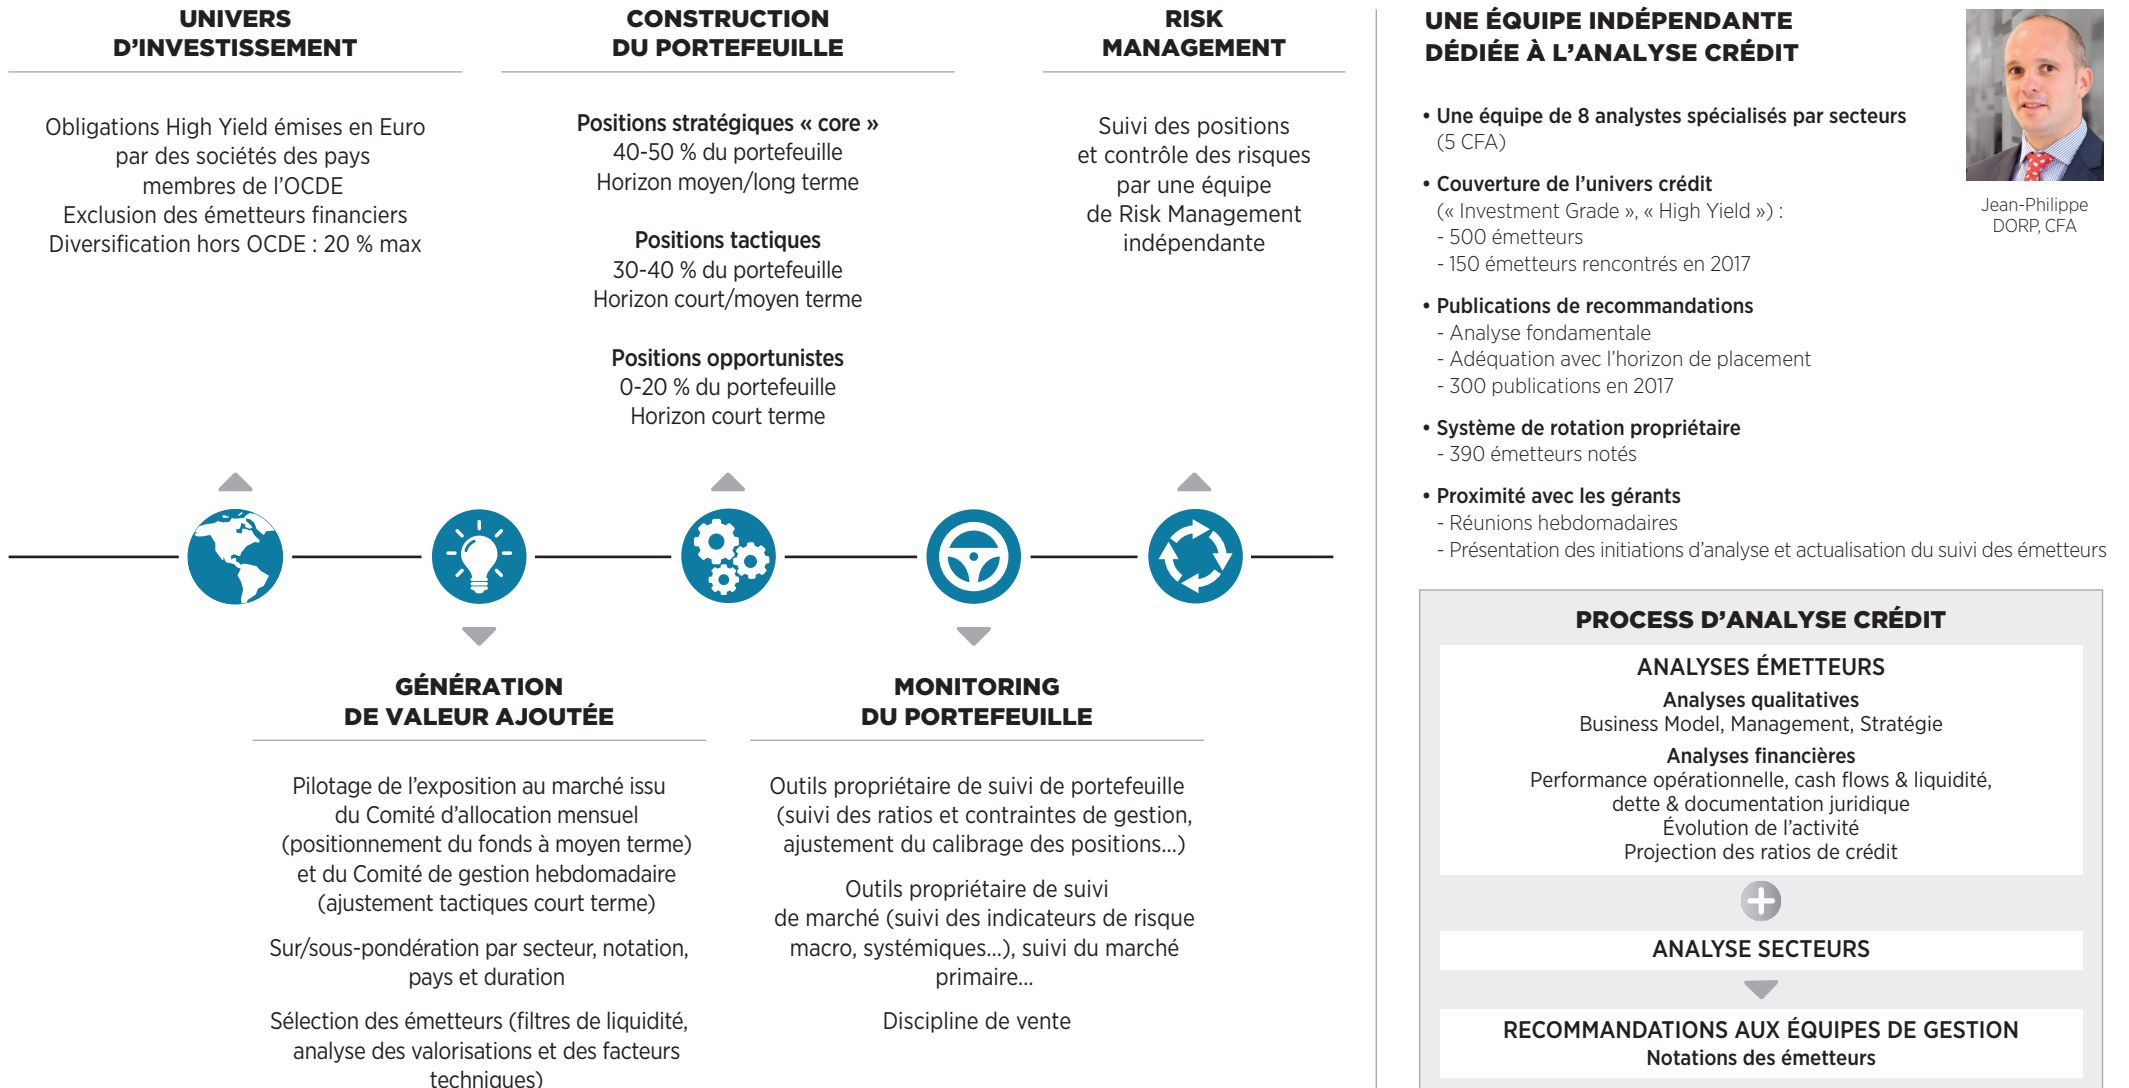 UNIVERS
D'INVESTISSEMENT
Obligations High Yield émises en Euro
par des sociétés des pays
membres de l'OCDE
Exclusion des émetteurs financiers
Diversification hors OCDE : 20 % max
CONSTRUCTION
DU PORTEFEUILLE
Positions stratégiques « core »
40-50 % du portefeuille
Horizon moyen/long terme
Positions tactiques
30-40 % du portefeuille
Horizon court/moyen terme
Positions opportunistes
0-20 % du portefeuille
Horizon court terme
RISK
MANAGEMENT
Suivi des positions
et contrôle des risques
par une équipe
de Risk Management
indépendante
GÉNÉRATION
DE VALEUR AJOUTÉE
Pilotage de l'exposition au marché issu
du Comité d'allocation mensuel
(positionnement du fonds à moyen terme)
et du Comité de gestion hebdomadaire
(ajustement tactiques court terme)
Sur/sous-pondération par secteur, notation,
pays et duration
Sélection des émetteurs (filtres de liquidité,
analyse des valorisations et des facteurs
techniques)
MONITORING
DU PORTEFEUILLE
Outils propriétaire de suivi de portefeuille
(suivi des ratios et contraintes de gestion,
ajustement du calibrage des positions...)
Outils propriétaire de suivi
de marché (suivi des indicateurs de risque
macro, systémiques...), suivi du marché
primaire...
Discipline de vente
UNE ÉQUIPE INDÉPENDANTE
DÉDIÉE À L'ANALYSE CRÉDIT
• Une équipe de 8 analystes spécialisés par secteurs
(5 CFA)
• Couverture de l'univers crédit
(« Investment Grade », « High Yield ») :
- 500 émetteurs
- 150 émetteurs rencontrés en 2017
• Publications de recommandations
- Analyse fondamentale
- Adéquation avec l'horizon de placement
- 300 publications en 2017
• Système de rotation propriétaire
- 390 émetteurs notés
• Proximité avec les gérants
- Réunions hebdomadaires
- Présentation des initiations d'analyse et actualisation du suivi des émetteurs
Jean-Philippe
DORP, CFA
PROCESS D'ANALYSE CRÉDIT
ANALYSES ÉMETTEURS
Analyses qualitatives
Business Model, Management, Stratégie
Analyses financières
Performance opérationnelle, cash flows & liquidité,
dette & documentation juridique
Évolution de l'activité
Projection des ratios de crédit
ANALYSE SECTEURS
RECOMMANDATIONS AUX ÉQUIPES DE GESTION
Notations des émetteurs